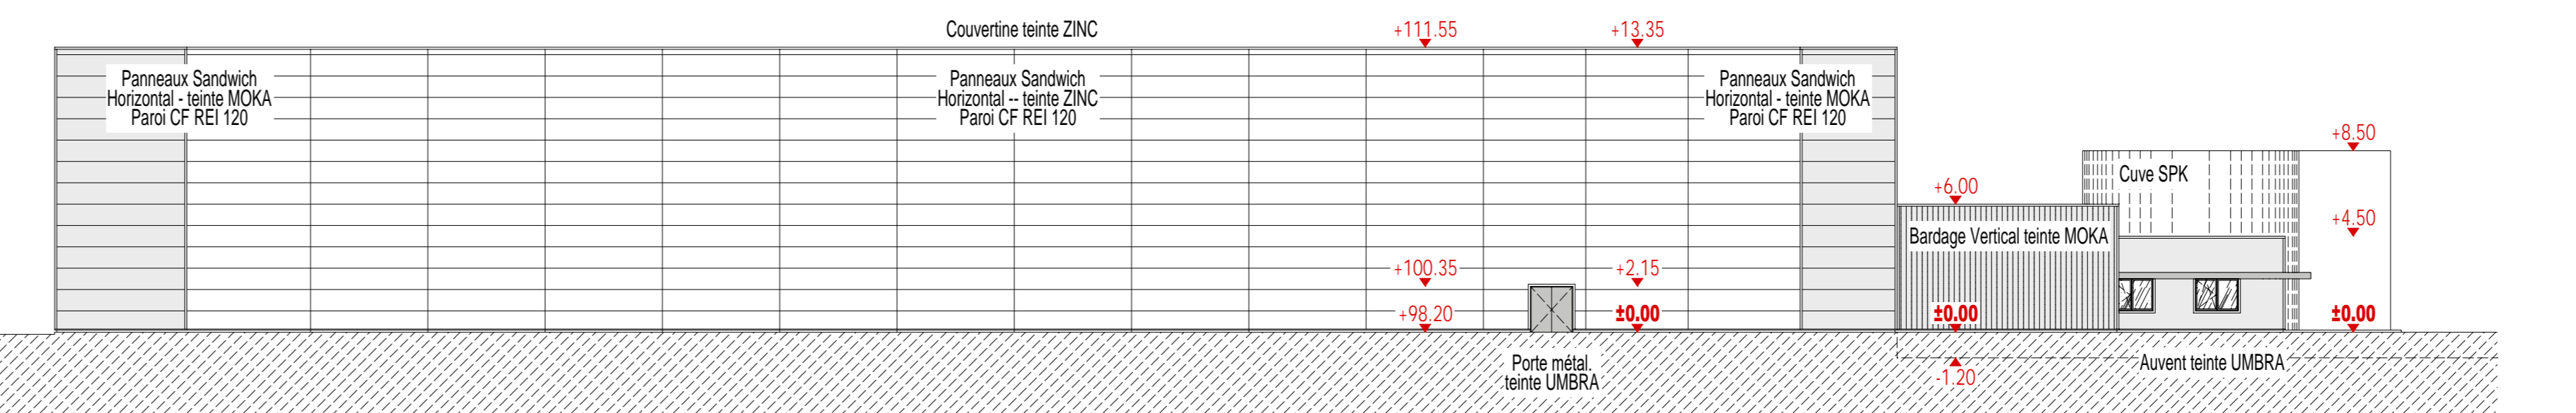 Couvertine teinte ZINC
+111.55
+13.35
Panneaux Sandwich
Horizontal - teinte MOKA
Paroi CF REI 120
Panneaux Sandwich
Horizontal -- teinte ZINC
Paroi CF REI 120
Panneaux Sandwich
Horizontal - teinte MOKA
Paroi CF REI 120
+8.50
Cuve SPK
+6.00
+4.50
Bardage Vertical teinte MOKA
+100.35
+2.15
+98.20
±0.00
±0.00
±0.00
Porte métal.
teinte UMBRA
-1.20
Auvent teinte UMBRA